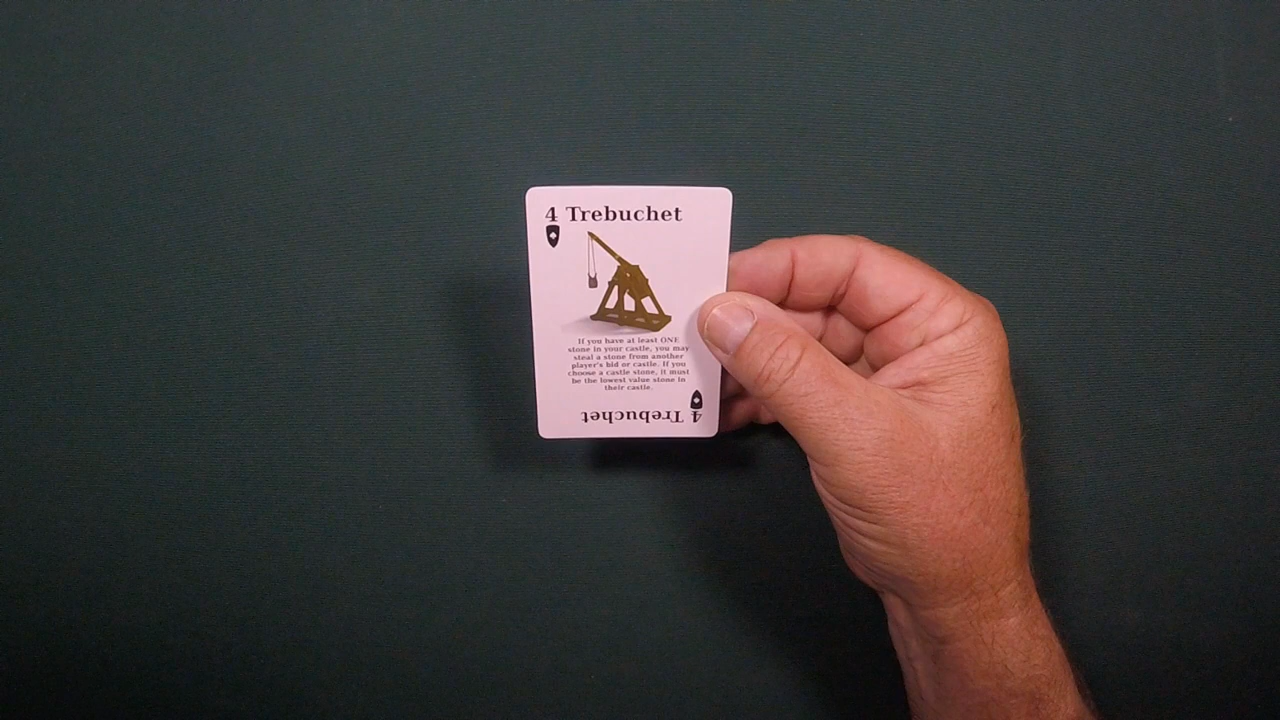 4 Trebuchet
If you have at least ONE
stone in your castle, you may
steal a stone from another
player's bid or castle. If you
choose a castle stone, it must
be the lowest value stone in
their castle.
4 Trebuchet